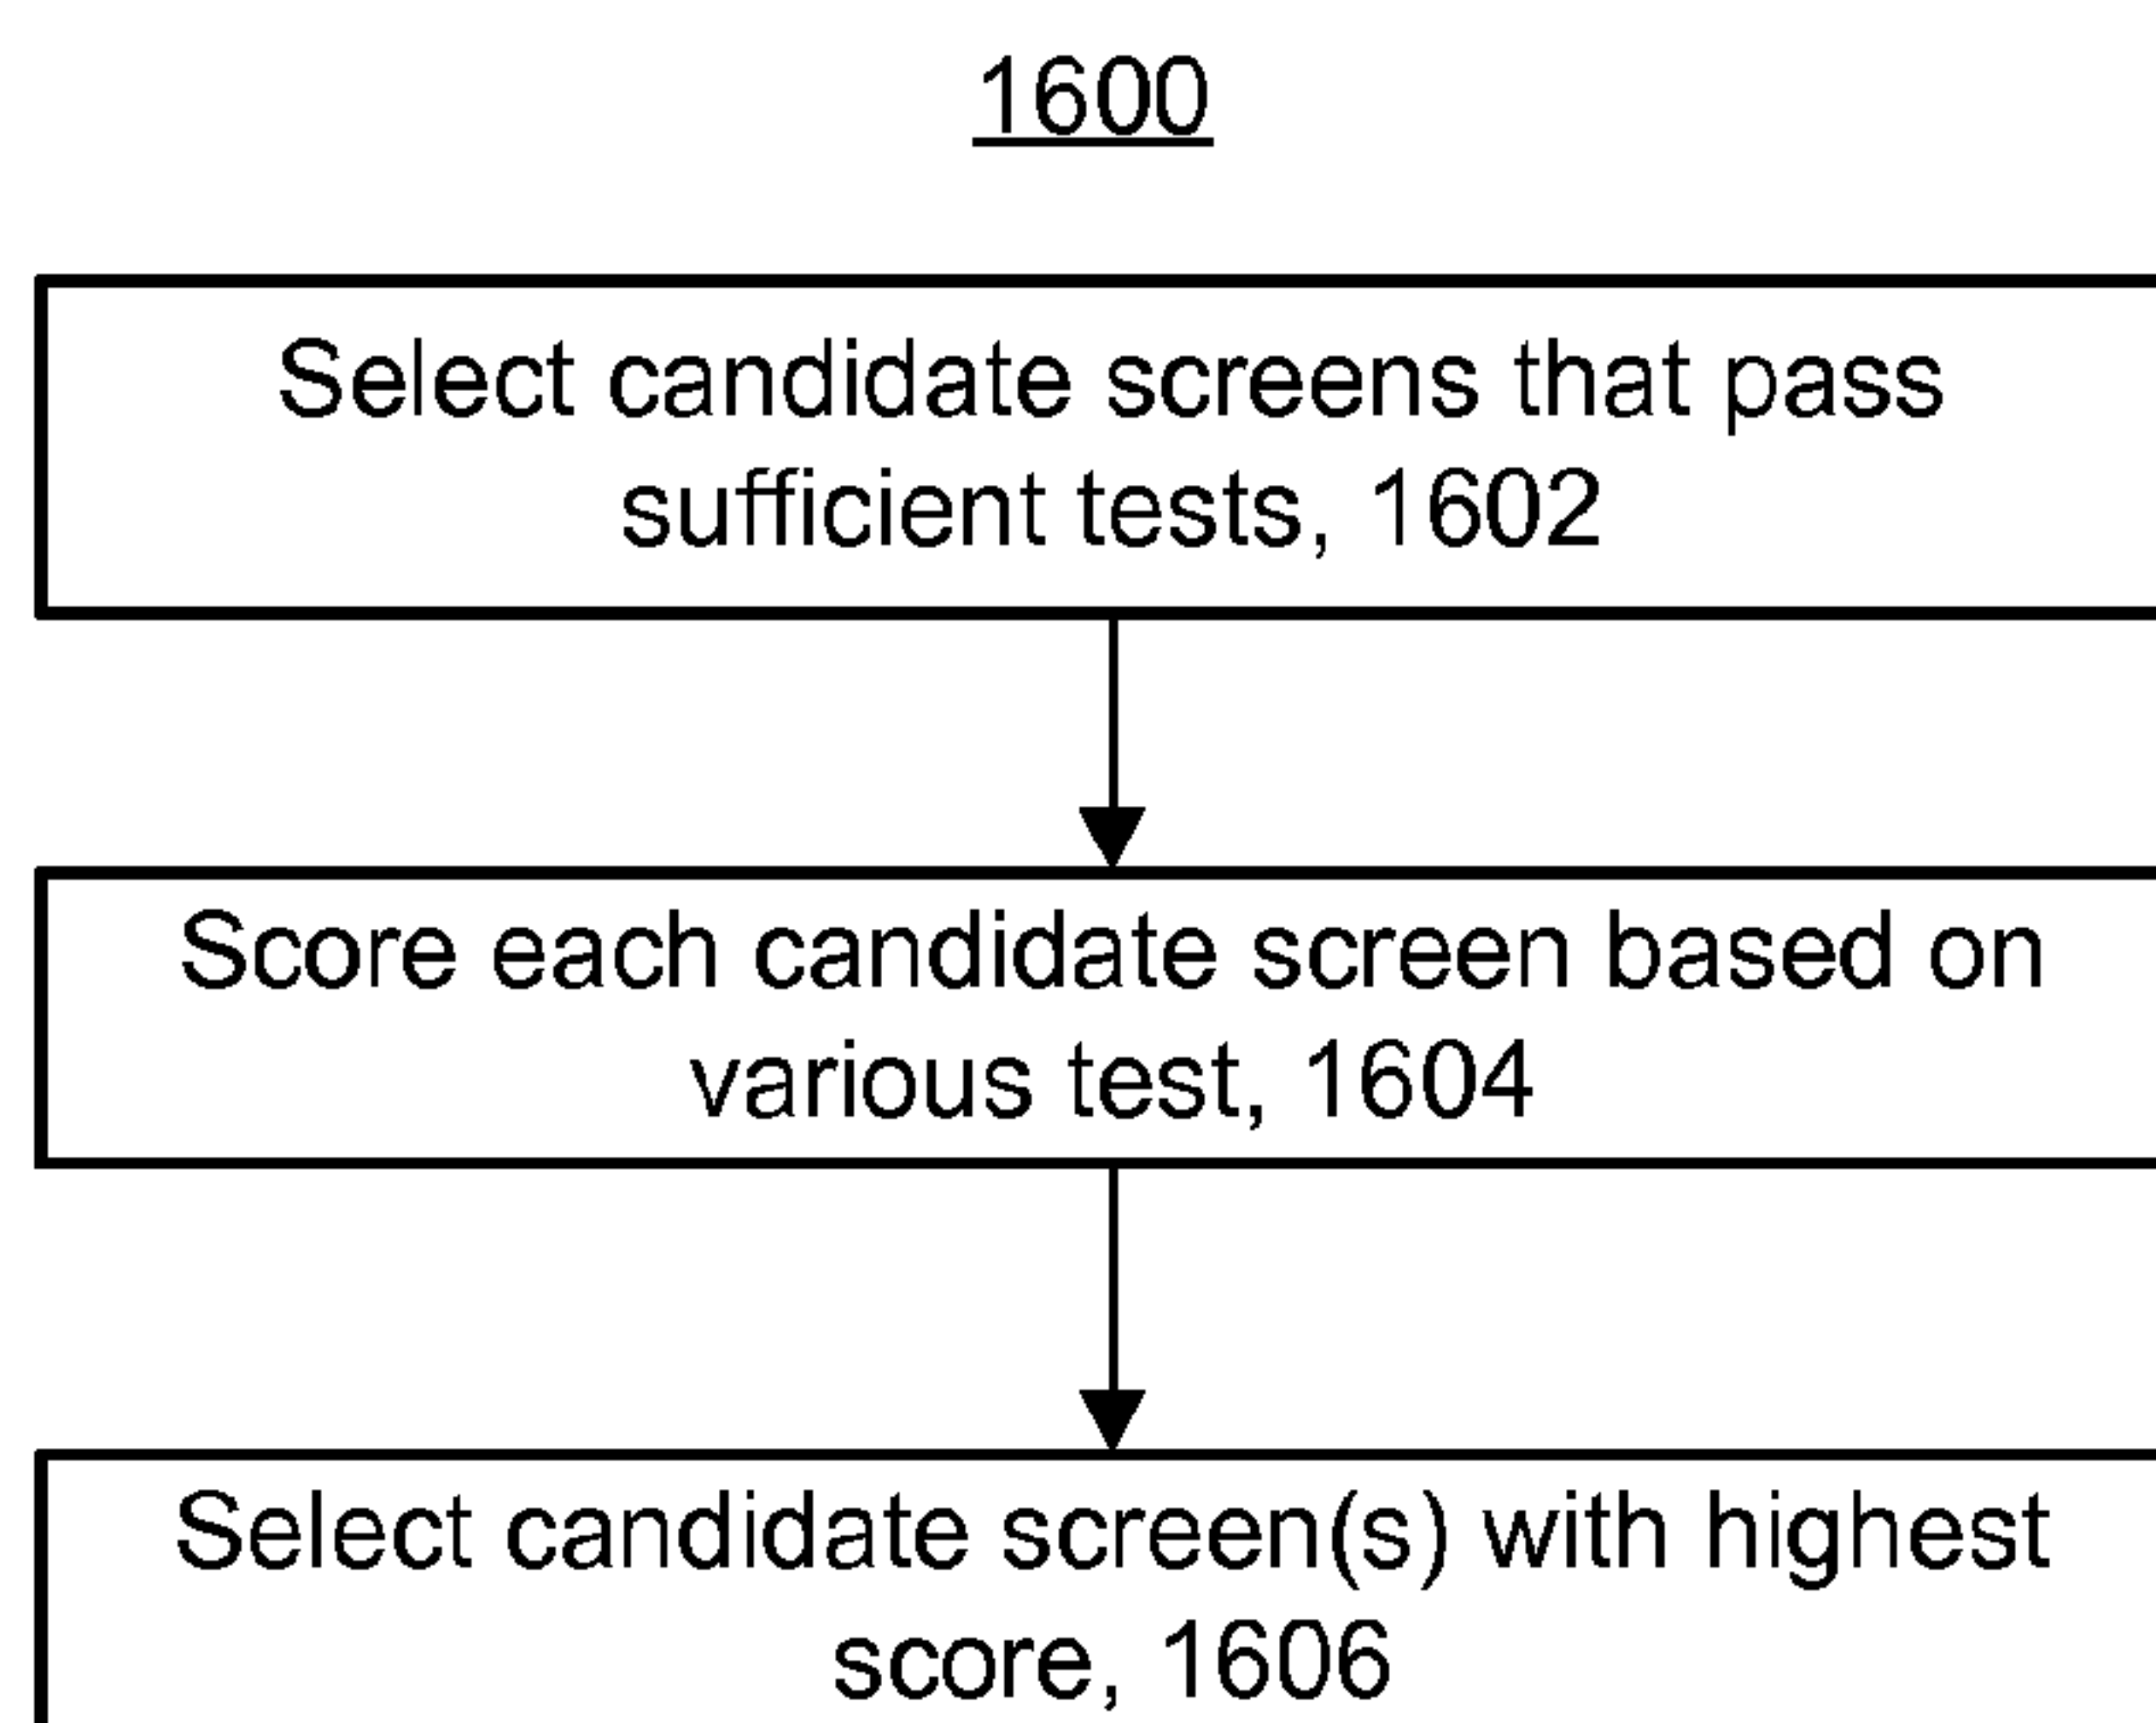 1600
Select candidate screens that pass
sufficient tests, 1602
Score each candidate screen based on
various test, 1604
Select candidate screen(s) with highest
score, 1606